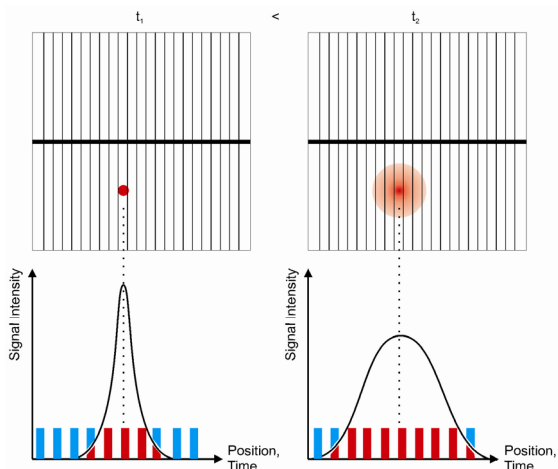 t₁ < t₂
Signal Intensity
Position,
Time
Signal Intensity
Position,
Time